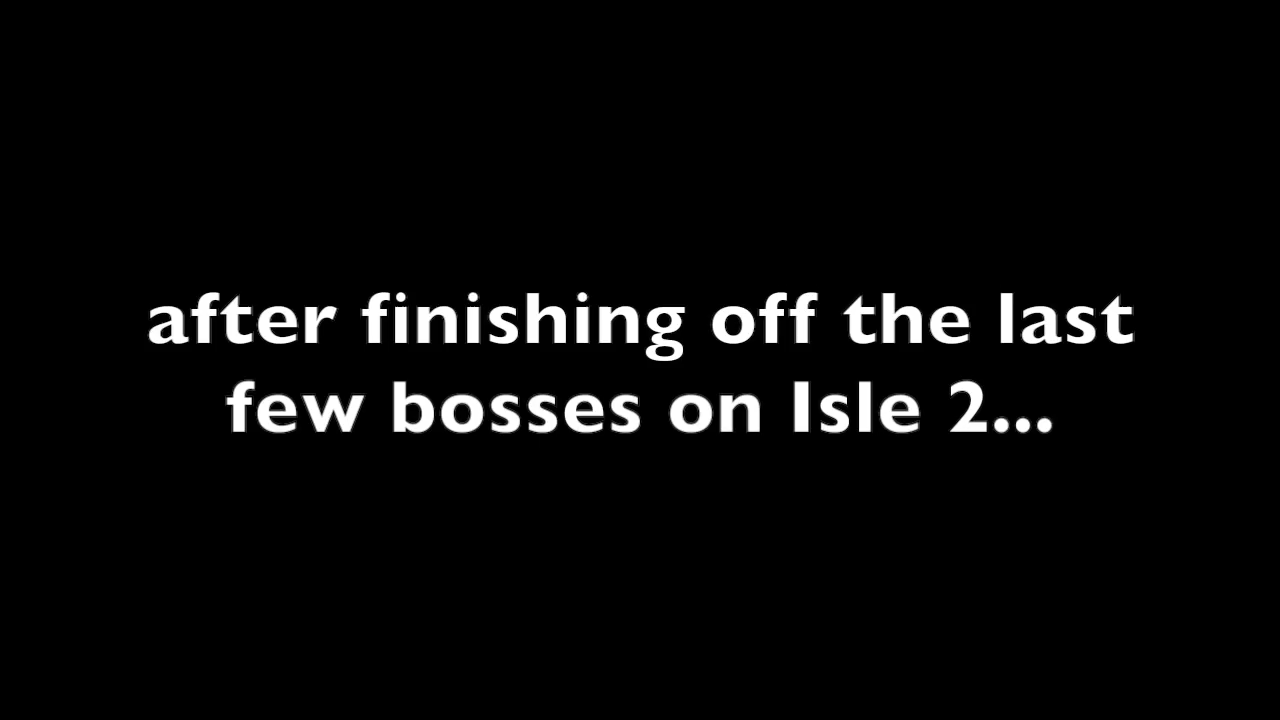 after finishing off the last
few bosses on Isle 2...